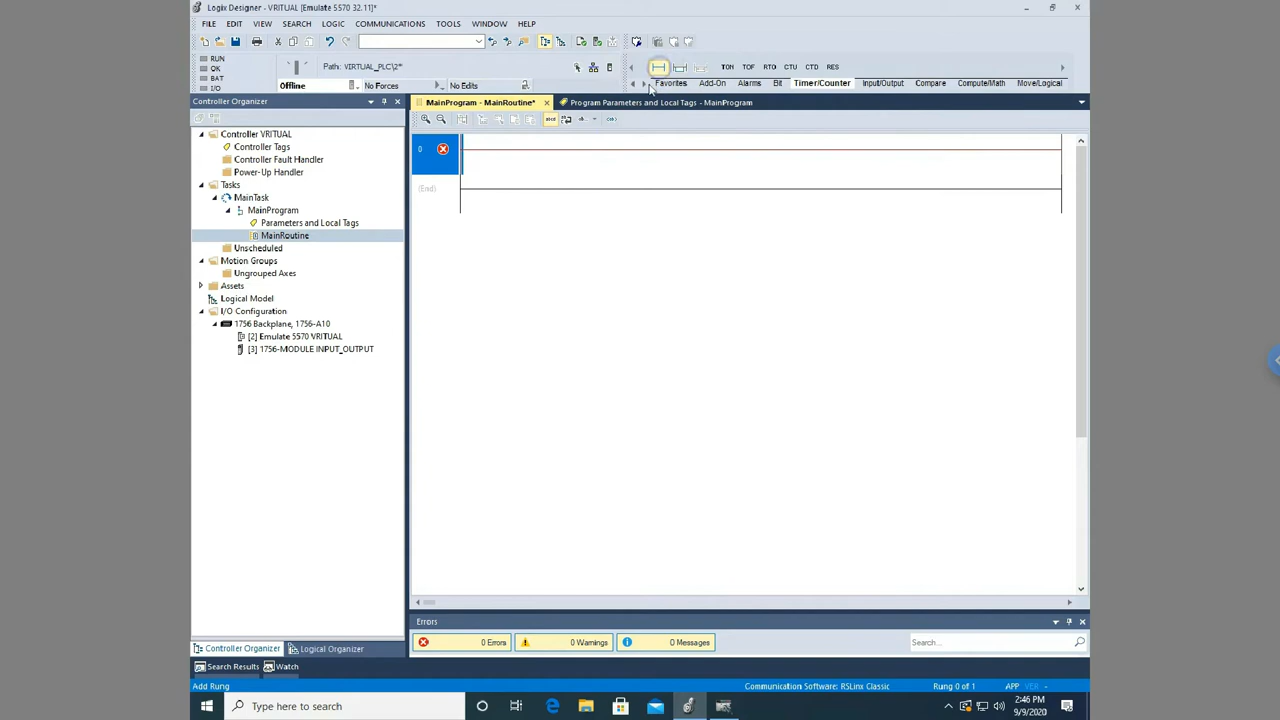 Logix Designer - VRITUAL [Emulate 5570 32.11]*
FILE EDIT VIEW SEARCH LOGIC COMMUNICATIONS TOOLS WINDOW HELP
RUN
OK
BAT
I/O
Path: VIRTUAL_PLC\2*
Offline
No Forces
No Edits
TON TOF RTO CTU CTD RES
Favorites Add-On Alarms Bit Timer/Counter Input/Output Compare Compute/Math Move/Logical
Controller Organizer
Controller VRITUAL
Controller Tags
Controller Fault Handler
Power-Up Handler
Tasks
MainTask
MainProgram
Parameters and Local Tags
MainRoutine
Unscheduled
Motion Groups
Ungrouped Axes
Assets
Logical Model
I/O Configuration
1756 Backplane, 1756-A10
[2] Emulate 5570 VRITUAL
[3] 1756-MODULE INPUT_OUTPUT
MainProgram - MainRoutine*
Program Parameters and Local Tags - MainProgram
0
(End)
Errors
0 Errors
0 Warnings
0 Messages
Search...
Controller Organizer
Logical Organizer
Search Results
Watch
Add Rung
Communication Software: RSLinx Classic
Rung 0 of 1
APP
VER
Type here to search
2:46 PM
9/9/2020